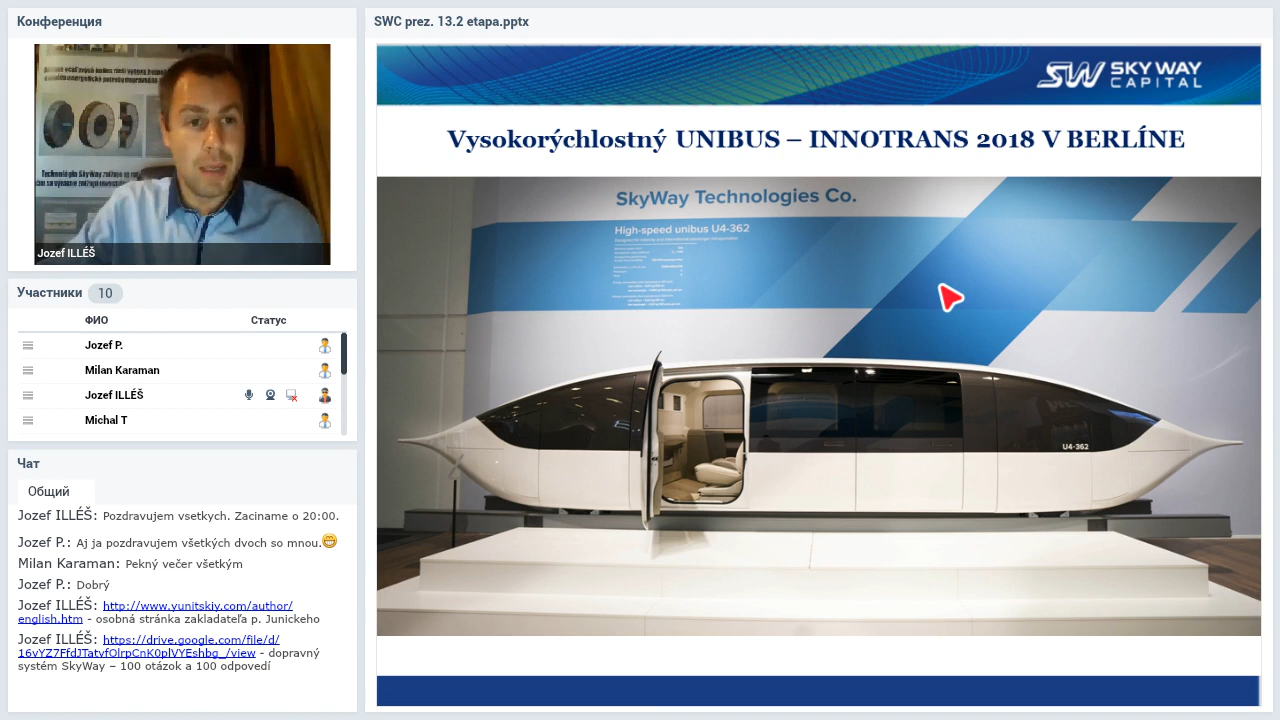 Конференция
Jozef ILLÉŠ
Участники 10
ФИО Статус
Jozef P.
Milan Karaman
Jozef ILLÉŠ
Michal T
Чат
Общий
Jozef ILLÉŠ: Pozdravujem vsetkych. Zaciname o 20:00.
Jozef P.: Aj ja pozdravujem všetkých dvoch so mnou.
Milan Karaman: Pekný večer všetkým
Jozef P.: Dobrý
Jozef ILLÉŠ: http://www.yunitskiy.com/author/
english.htm - osobná stránka zakladateľa p. Junickeho
Jozef ILLÉŠ: https://drive.google.com/file/d/
16vYZ7FfdJTatvfOlrpCnK0plVYEshbg_/view - dopravný
systém SkyWay – 100 otázok a 100 odpovedí
SWC prez. 13.2 etapa.pptx
SW SKY WAY
CAPITAL
Vysokorýchlostný UNIBUS – INNOTRANS 2018 V BERLÍNE
SkyWay Technologies Co.
High-speed unibus U4-362
U4-362